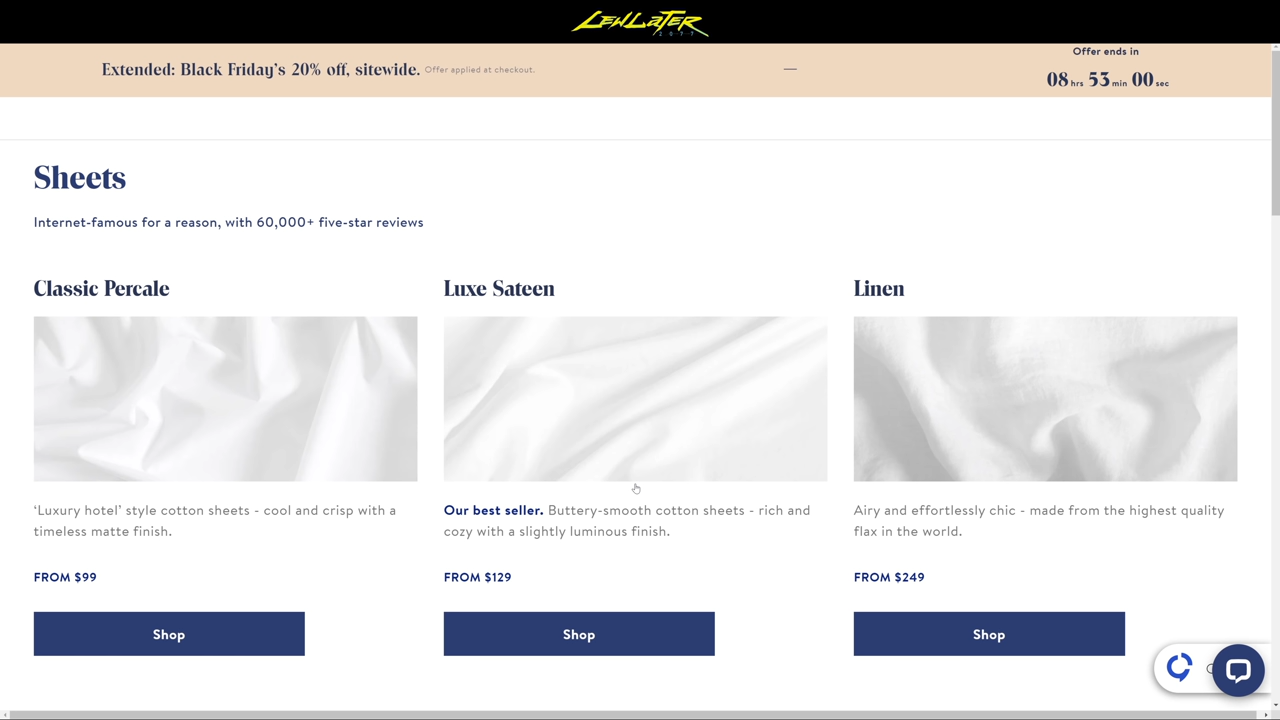 LEWLATER
2077
Extended: Black Friday's 20% off, sitewide. Offer applied at checkout.
Offer ends in
08 hrs 53 min 00 sec
Sheets
Internet-famous for a reason, with 60,000+ five-star reviews
Classic Percale
Luxe Sateen
Linen
‘Luxury hotel’ style cotton sheets - cool and crisp with a
timeless matte finish.
Our best seller. Buttery-smooth cotton sheets - rich and
cozy with a slightly luminous finish.
Airy and effortlessly chic - made from the highest quality
flax in the world.
FROM $99
FROM $129
FROM $249
Shop
Shop
Shop